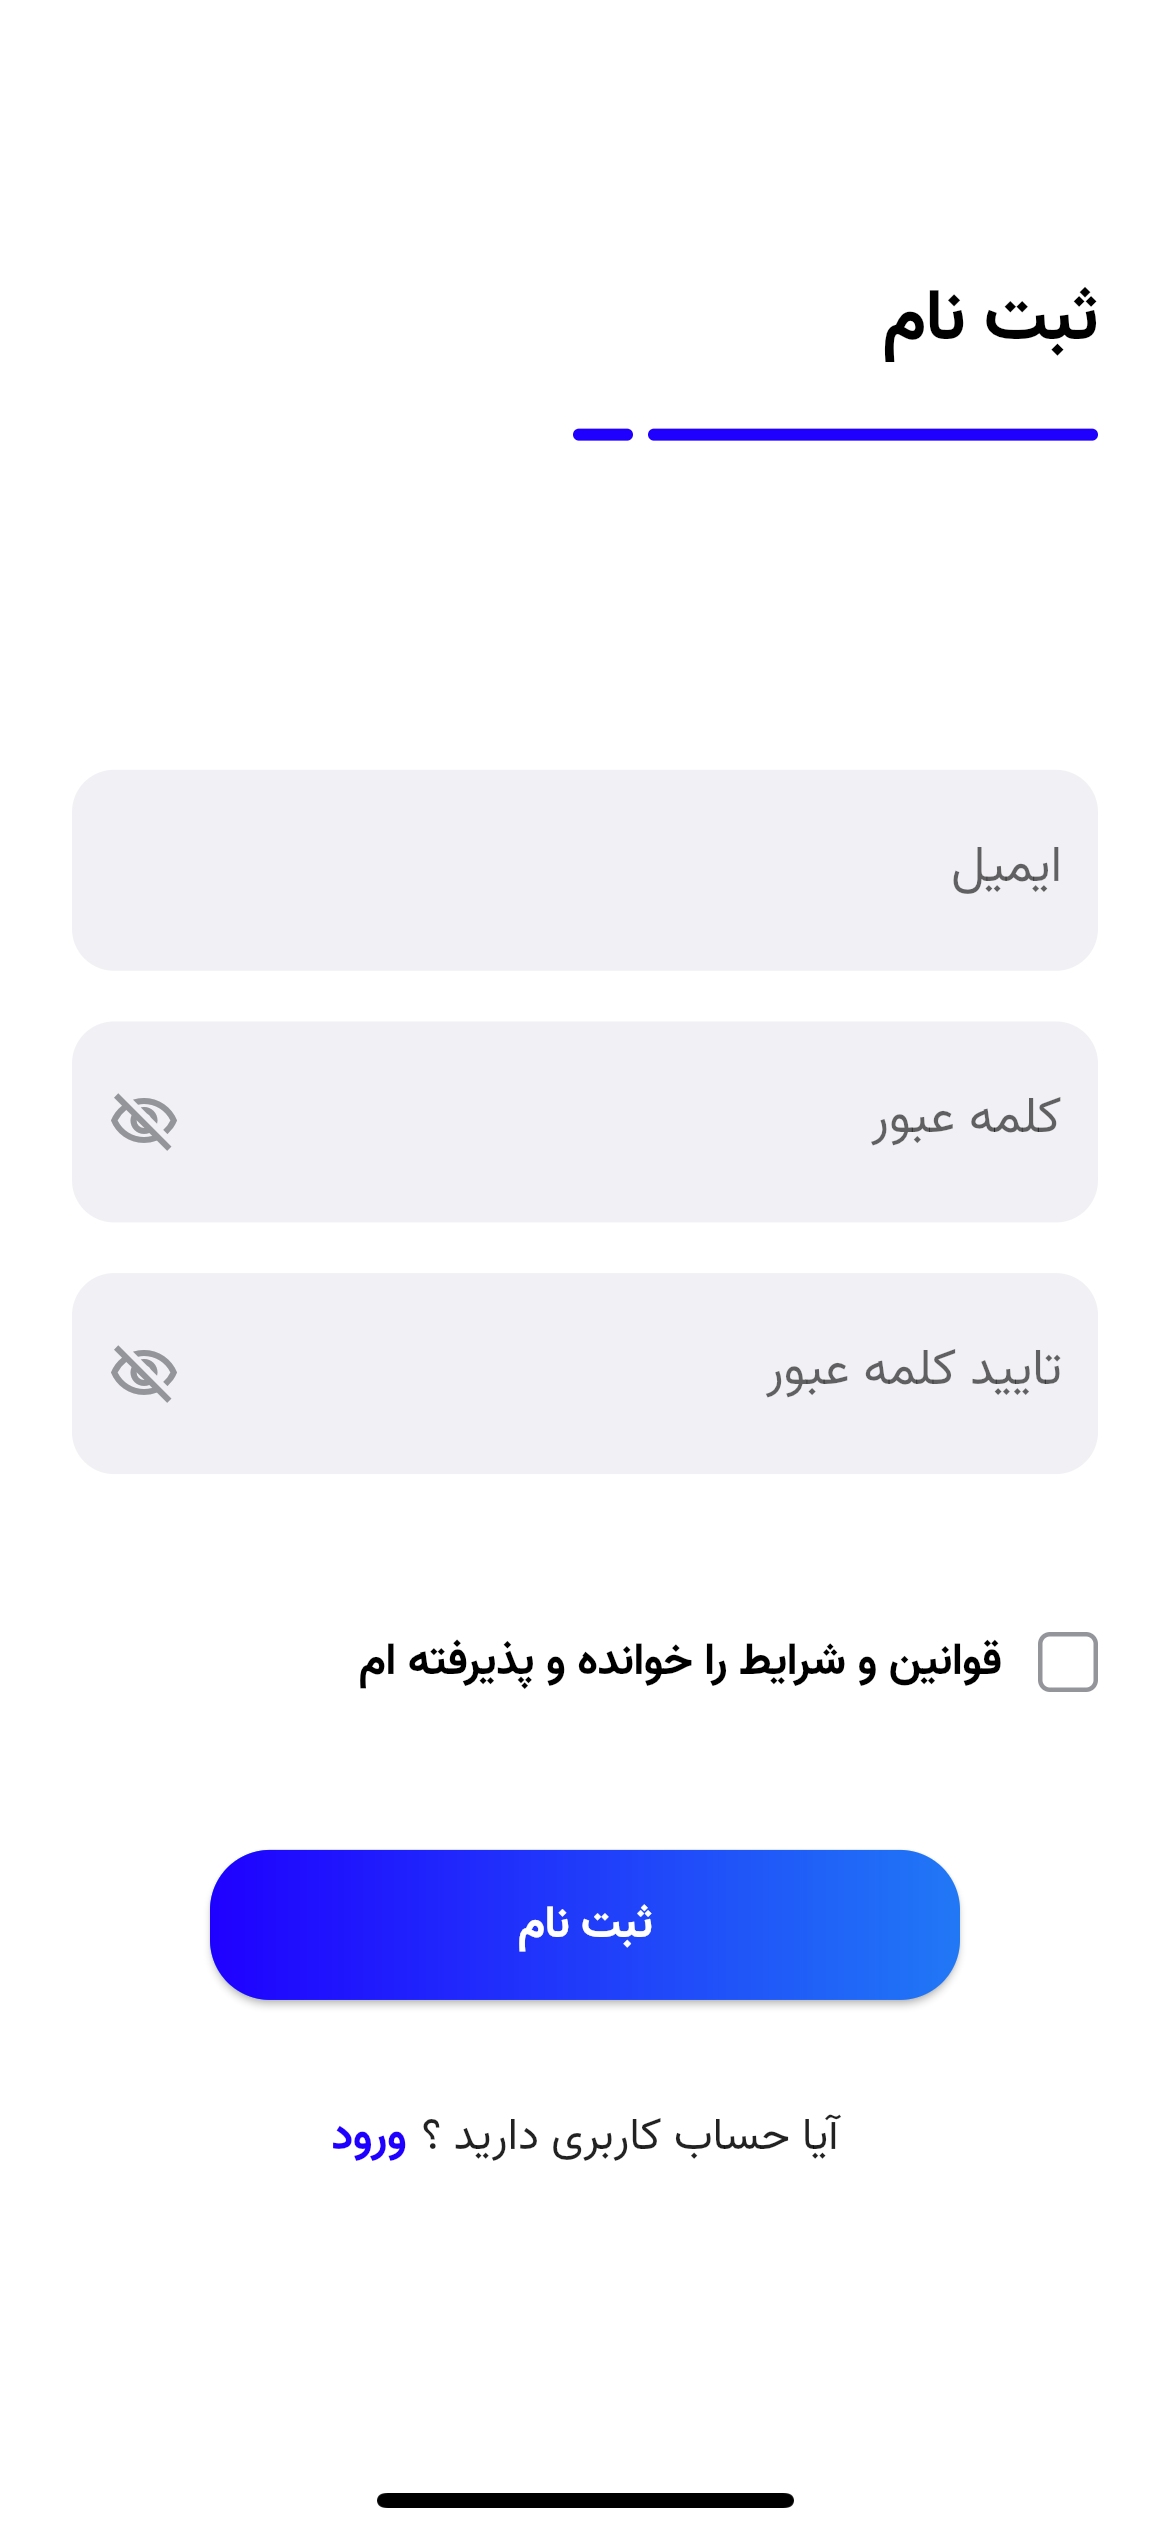 ثبت نام
ایمیل
کلمه عبور
تایید کلمه عبور
قوانین و شرایط را خوانده و پذیرفته ام
ثبت نام
آیا حساب کاربری دارید ؟ ورود